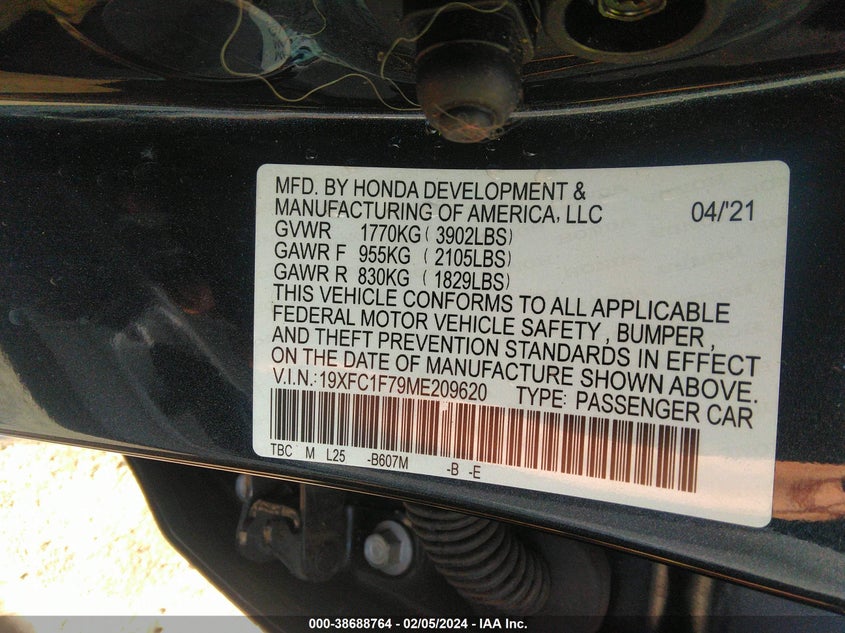 MFD. BY HONDA DEVELOPMENT &
MANUFACTURING OF AMERICA, LLC 04/'21
GVWR 1770KG ( 3902LBS)
GAWR F 955KG ( 2105LBS)
GAWR R 830KG ( 1829LBS)
THIS VEHICLE CONFORMS TO ALL APPLICABLE
FEDERAL MOTOR VEHICLE SAFETY , BUMPER ,
AND THEFT PREVENTION STANDARDS IN EFFECT
ON THE DATE OF MANUFACTURE SHOWN ABOVE.
V.I.N.: 19XFC1F79ME209620 TYPE: PASSENGER CAR
TBC M L25 -B607M -B -E
000-38688764 - 02/05/2024 - IAA Inc.